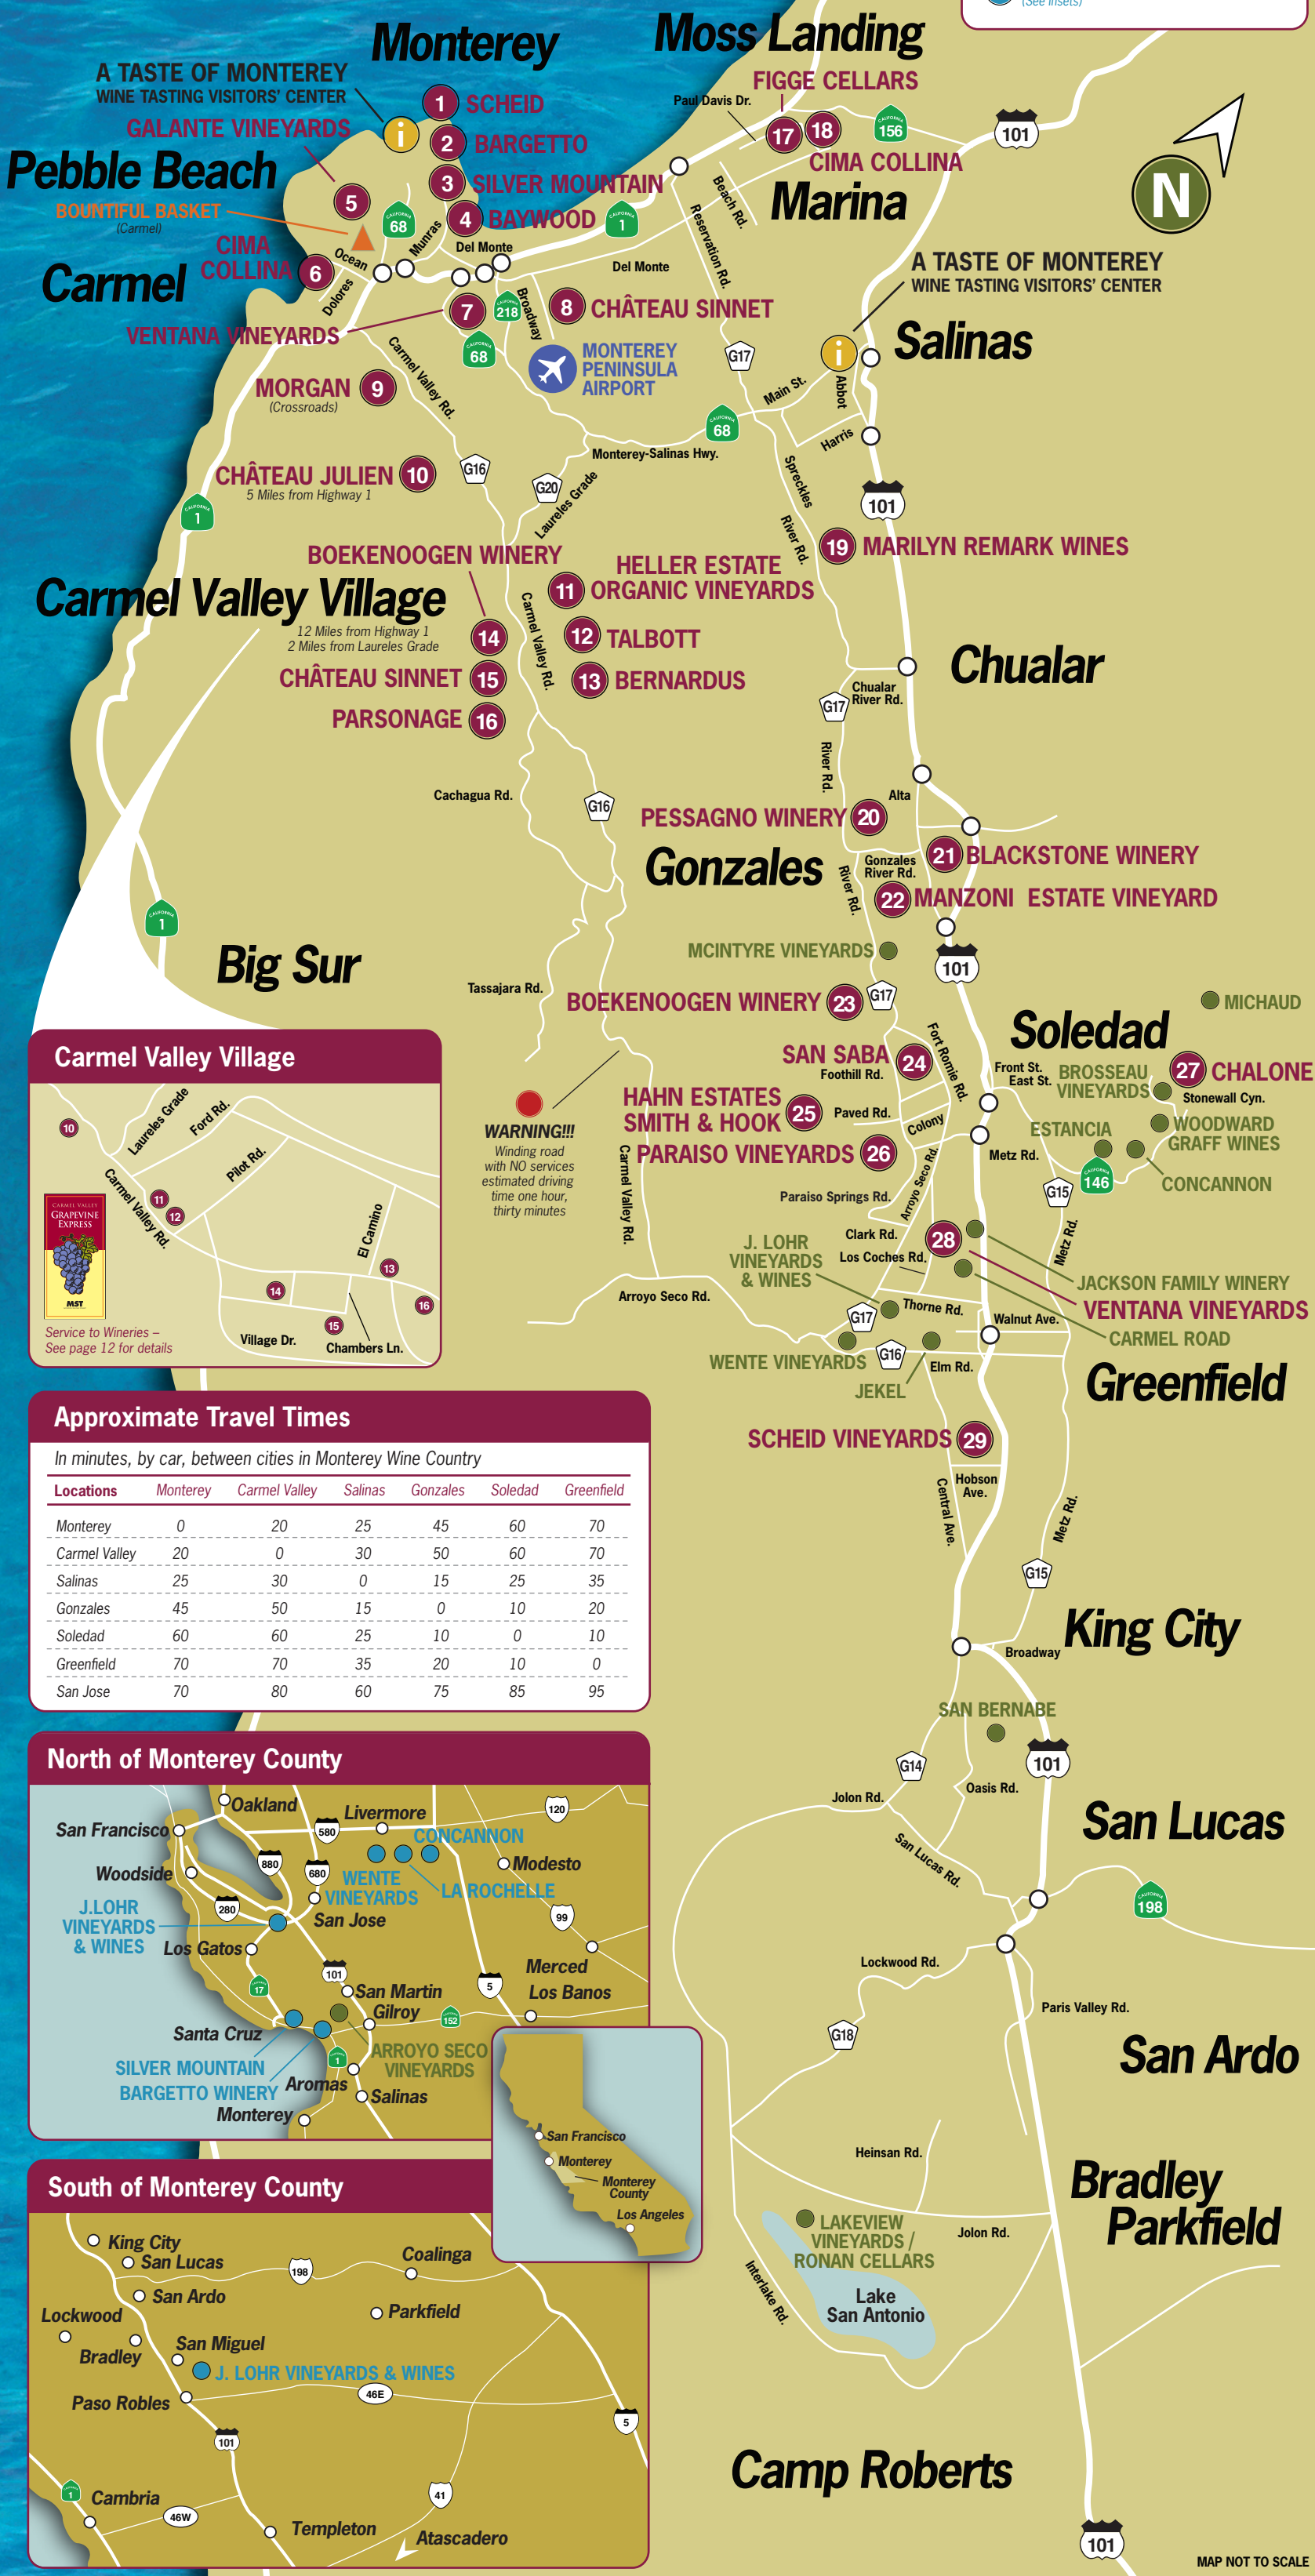 (See Insets)
Monterey
Moss Landing
A TASTE OF MONTEREY
WINE TASTING VISITORS' CENTER
i
1 SCHEID
FIGGE CELLARS
Paul Davis Dr.
17
18
CALIFORNIA
156
101
GALANTE VINEYARDS
2 BARGETTO
CIMA COLLINA
Pebble Beach
3 SILVER MOUNTAIN
5
Marina
N
BOUNTIFUL BASKET
(Carmel)
CALIFORNIA
68
4 BAYWOOD
CALIFORNIA
1
Beach Rd.
Reservation Rd.
CIMA
COLLINA 6
Carmel
Ocean
Munras
Del Monte
Del Monte
Dolores
A TASTE OF MONTEREY
WINE TASTING VISITORS' CENTER
VENTANA VINEYARDS
7
CALIFORNIA
218
CALIFORNIA
68
Broadway
8 CHÂTEAU SINNET
Salinas
MONTEREY
PENINSULA
AIRPORT
G17
i
Carmel Valley Rd.
MORGAN 9
(Crossroads)
Main St.
Abbot
Harris
CALIFORNIA
68
Monterey-Salinas Hwy.
CHÂTEAU JULIEN 10
5 Miles from Highway 1
G16
G20
Laureles Grade
Spreckles
101
CALIFORNIA
1
River Rd.
19 MARILYN REMARK WINES
BOEKENOOGEN WINERY
HELLER ESTATE
11 ORGANIC VINEYARDS
Carmel Valley Village
12 Miles from Highway 1
2 Miles from Laureles Grade
14
Carmel Valley Rd.
12 TALBOTT
CHÂTEAU SINNET 15
13 BERNARDUS
PARSONAGE 16
Chualar
Chualar
River Rd.
G17
River Rd.
Cachagua Rd.
G16
Alta
PESSAGNO WINERY 20
Gonzales
Gonzales
River Rd.
21 BLACKSTONE WINERY
River Rd.
22 MANZONI ESTATE VINEYARD
CALIFORNIA
1
Big Sur
MCINTYRE VINEYARDS
101
Tassajara Rd.
BOEKENOOGEN WINERY 23
G17
MICHAUD
Soledad
SAN SABA 24
Foothill Rd.
Fort Romie Rd.
Front St.
East St.
BROSSEAU
VINEYARDS
27 CHALONE
Stonewall Cyn.
HAHN ESTATES
SMITH & HOOK 25
Paved Rd.
Colony
WOODWARD
GRAFF WINES
ESTANCIA
WARNING!!!
Winding road
with NO services
estimated driving
time one hour,
thirty minutes
Carmel Valley Rd.
PARAISO VINEYARDS 26
Metz Rd.
CALIFORNIA
146
CONCANNON
Arroyo Seco Rd.
Paraiso Springs Rd.
G15
Metz Rd.
Clark Rd.
28
J. LOHR
VINEYARDS
& WINES
Los Coches Rd.
JACKSON FAMILY WINERY
Arroyo Seco Rd.
Thorne Rd.
VENTANA VINEYARDS
G17
Walnut Ave.
CARMEL ROAD
WENTE VINEYARDS
G16
Elm Rd.
JEKEL
Greenfield
SCHEID VINEYARDS 29
Hobson
Ave.
Central Ave.
Metz Rd.
G15
King City
Broadway
SAN BERNABE
G14
101
Oasis Rd.
Jolon Rd.
San Lucas
San Lucas Rd.
CALIFORNIA
198
Lockwood Rd.
Paris Valley Rd.
G18
San Ardo
Heinsan Rd.
Bradley
Parkfield
LAKEVIEW
VINEYARDS /
RONAN CELLARS
Jolon Rd.
Interlake Rd.
Lake
San Antonio
Camp Roberts
101
MAP NOT TO SCALE
Carmel Valley Village
10
Laureles Grade
Ford Rd.
Pilot Rd.
Carmel Valley Rd.
11
12
El Camino
13
14
15
16
Village Dr.
Chambers Ln.
CARMEL VALLEY
GRAPEVINE
EXPRESS
MST
Service to Wineries –
See page 12 for details
Approximate Travel Times
In minutes, by car, between cities in Monterey Wine Country
Locations Monterey Carmel Valley Salinas Gonzales Soledad Greenfield
Monterey 0 20 25 45 60 70
Carmel Valley 20 0 30 50 60 70
Salinas 25 30 0 15 25 35
Gonzales 45 50 15 0 10 20
Soledad 60 60 25 10 0 10
Greenfield 70 70 35 20 10 0
San Jose 70 80 60 75 85 95
North of Monterey County
Oakland
San Francisco
Livermore
120
580
CONCANNON
Woodside
880
680
WENTE
VINEYARDS
LA ROCHELLE
Modesto
J.LOHR
VINEYARDS
& WINES
280
San Jose
99
Los Gatos
101
Merced
17
San Martin
5
Los Banos
Gilroy
152
Santa Cruz
SILVER MOUNTAIN
1
ARROYO SECO
VINEYARDS
BARGETTO WINERY
Aromas
Salinas
Monterey
San Francisco
Monterey
Monterey
County
Los Angeles
South of Monterey County
King City
San Lucas
198
Coalinga
San Ardo
Lockwood
Parkfield
Bradley
San Miguel
J. LOHR VINEYARDS & WINES
Paso Robles
46E
5
101
1
Cambria
46W
41
Templeton
Atascadero